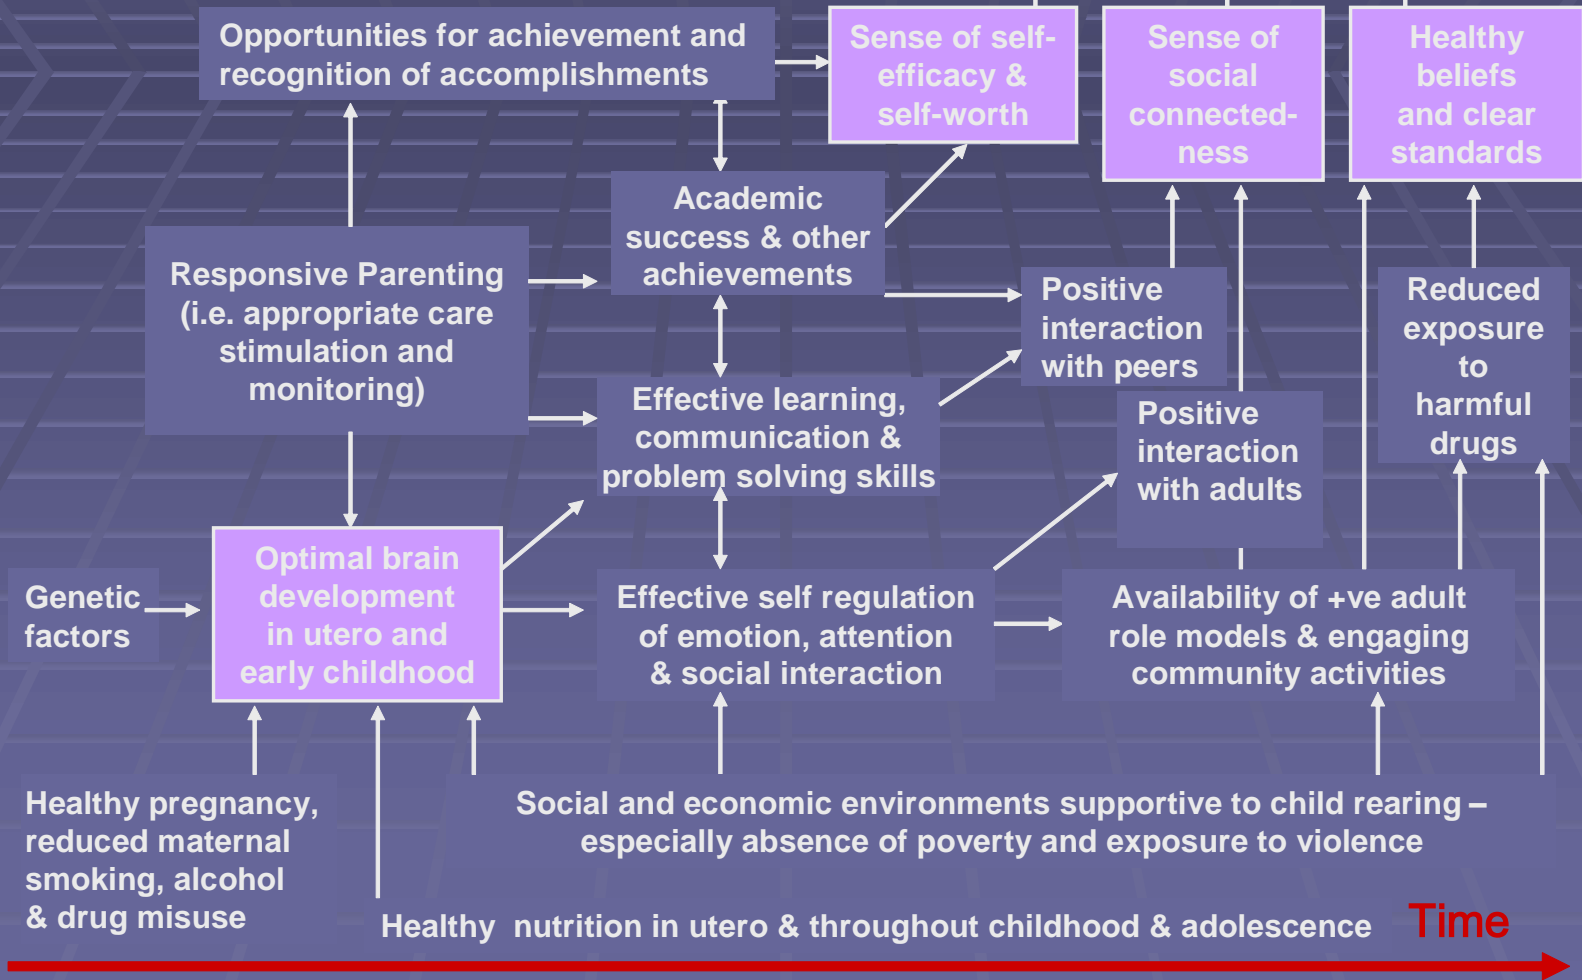 Opportunities for achievement and
recognition of accomplishments
Sense of self-
efficacy &
self-worth
Sense of
social
connected-
ness
Healthy
beliefs
and clear
standards
Academic
success & other
achievements
Responsive Parenting
(i.e. appropriate care
stimulation and
monitoring)
Positive
interaction
with peers
Reduced
exposure
to
harmful
drugs
Effective learning,
communication &
problem solving skills
Positive
interaction
with adults
Genetic
factors
Optimal brain
development
in utero and
early childhood
Effective self regulation
of emotion, attention
& social interaction
Availability of +ve adult
role models & engaging
community activities
Healthy pregnancy,
reduced maternal
smoking, alcohol
& drug misuse
Social and economic environments supportive to child rearing –
especially absence of poverty and exposure to violence
Healthy nutrition in utero & throughout childhood & adolescence
Time